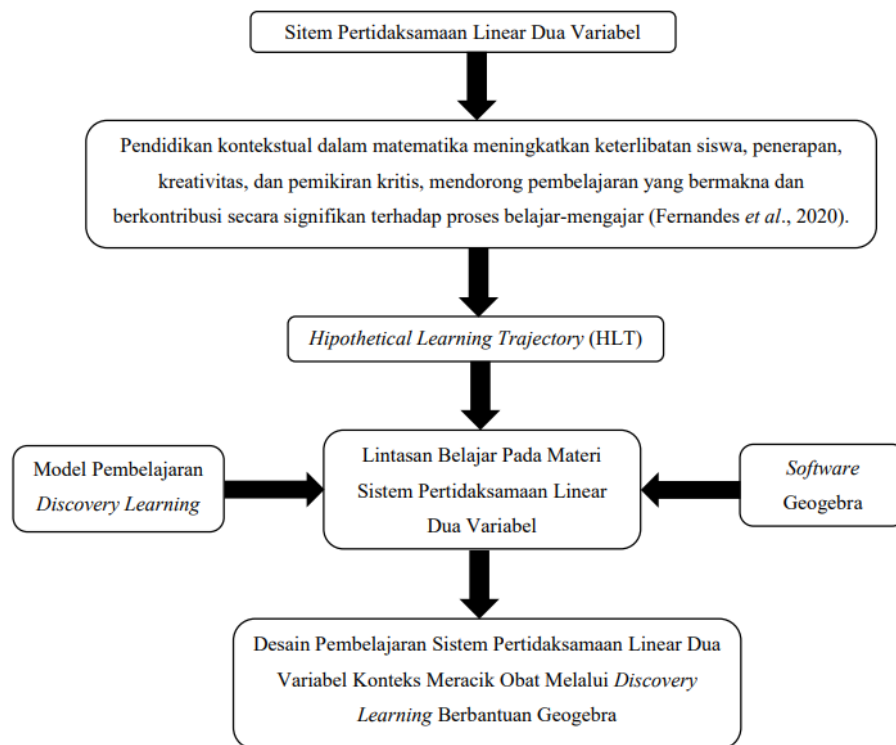 Sitem Pertidaksamaan Linear Dua Variabel
Pendidikan kontekstual dalam matematika meningkatkan keterlibatan siswa, penerapan,
kreativitas, dan pemikiran kritis, mendorong pembelajaran yang bermakna dan
berkontribusi secara signifikan terhadap proses belajar-mengajar (Fernandes et al., 2020).
Hipothetical Learning Trajectory (HLT)
Model Pembelajaran
Discovery Learning
Lintasan Belajar Pada Materi
Sistem Pertidaksamaan Linear
Dua Variabel
Software
Geogebra
Desain Pembelajaran Sistem Pertidaksamaan Linear Dua
Variabel Konteks Meracik Obat Melalui Discovery
Learning Berbantuan Geogebra